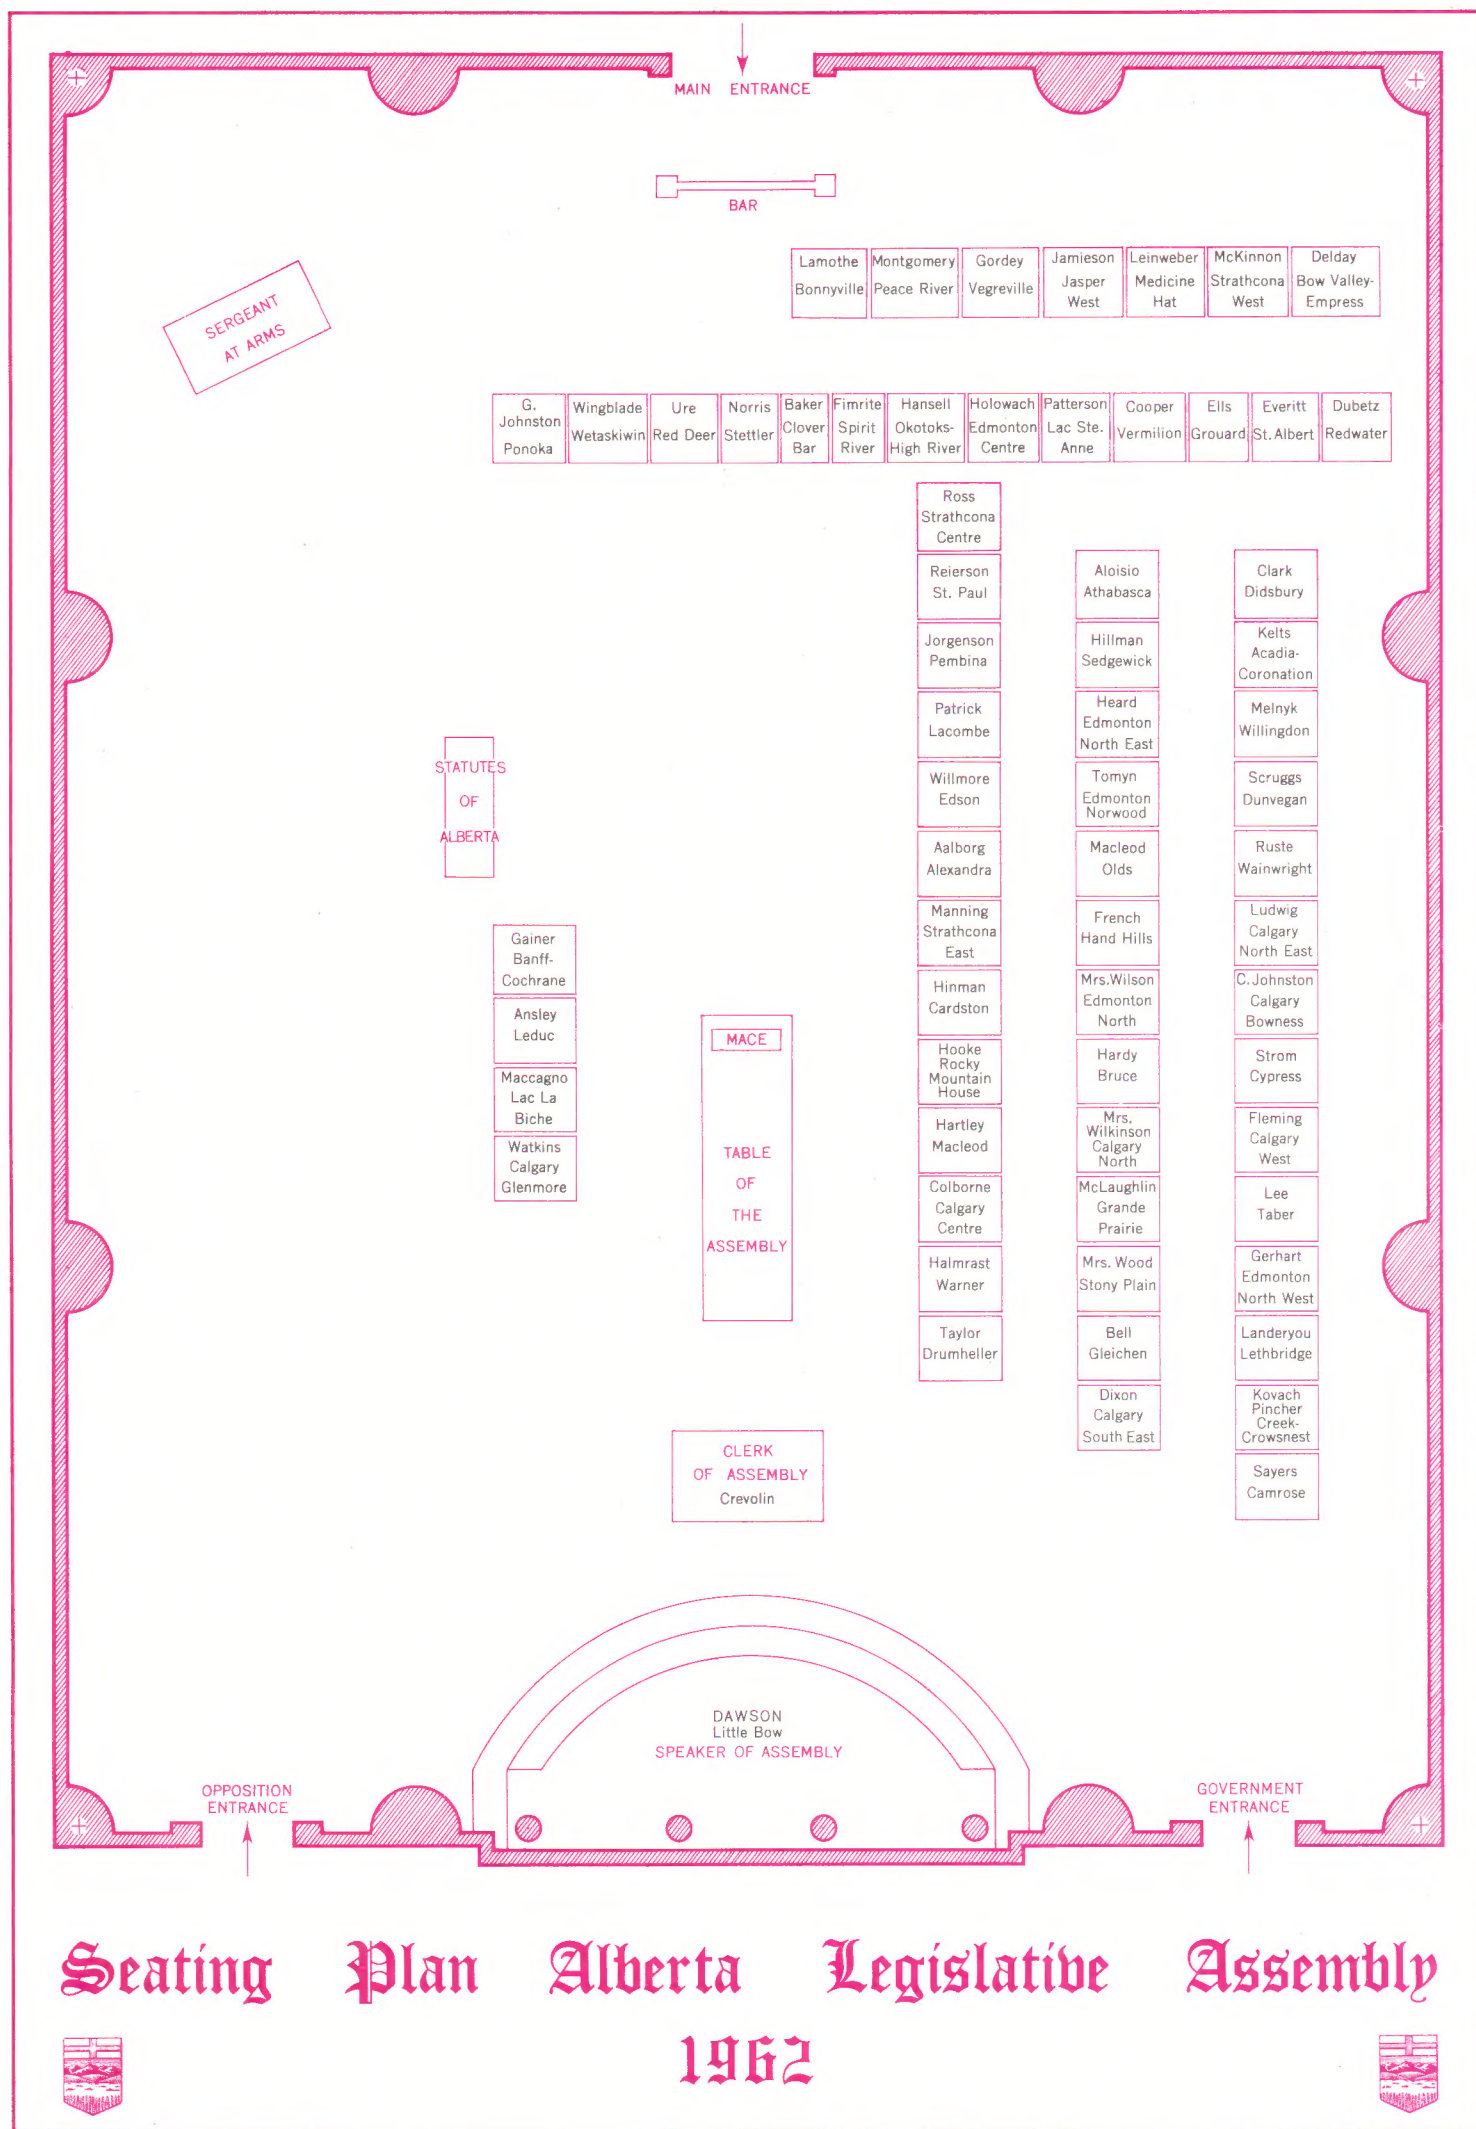 MAIN ENTRANCE
BAR
SERGEANT
AT ARMS
Lamothe
Bonnyville
Montgomery
Peace River
Gordey
Vegreville
Jamieson
Jasper
West
Leinweber
Medicine
Hat
McKinnon
Strathcona
West
Delday
Bow Valley-
Empress
G.
Johnston
Ponoka
Wingblade
Wetaskiwin
Ure
Red Deer
Norris
Stettler
Baker
Clover
Bar
Fimrite
Spirit
River
Hansell
Okotoks-
High River
Holowach
Edmonton
Centre
Patterson
Lac Ste.
Anne
Cooper
Vermilion
Ells
Grouard
Everitt
St. Albert
Dubetz
Redwater
STATUTES
OF
ALBERTA
Gainer
Banff-
Cochrane
Ansley
Leduc
Maccagno
Lac La
Biche
Watkins
Calgary
Glenmore
MACE
TABLE
OF
THE
ASSEMBLY
Ross
Strathcona
Centre
Reierson
St. Paul
Jorgenson
Pembina
Patrick
Lacombe
Willmore
Edson
Aalborg
Alexandra
Manning
Strathcona
East
Hinman
Cardston
Hooke
Rocky
Mountain
House
Hartley
Macleod
Colborne
Calgary
Centre
Halmrast
Warner
Taylor
Drumheller
Aloisio
Athabasca
Hillman
Sedgewick
Heard
Edmonton
North East
Tomyn
Edmonton
Norwood
Macleod
Olds
French
Hand Hills
Mrs. Wilson
Edmonton
North
Hardy
Bruce
Mrs.
Wilkinson
Calgary
North
McLaughlin
Grande
Prairie
Mrs. Wood
Stony Plain
Bell
Gleichen
Dixon
Calgary
South East
Clark
Didsbury
Kelts
Acadia-
Coronation
Melnyk
Willingdon
Scruggs
Dunvegan
Ruste
Wainwright
Ludwig
Calgary
North East
C. Johnston
Calgary
Bowness
Strom
Cypress
Fleming
Calgary
West
Lee
Taber
Gerhart
Edmonton
North West
Landeryou
Lethbridge
Kovach
Pincher
Creek-
Crowsnest
Sayers
Camrose
CLERK
OF ASSEMBLY
Crevolin
DAWSON
Little Bow
SPEAKER OF ASSEMBLY
OPPOSITION
ENTRANCE
GOVERNMENT
ENTRANCE
Seating Plan Alberta Legislative Assembly
1962